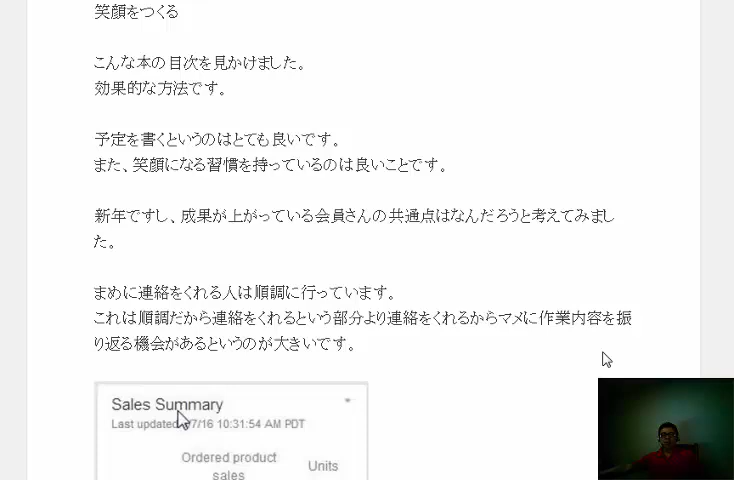 笑顔をつくる
こんな本の目次を見かけました。
効果的な方法です。
予定を書くというのはとても良いです。
また、笑顔になる習慣を持っているのは良いことです。
新年ですし、成果が上がっている会員さんの共通点はなんだろうと考えてみまし
た。
まめに連絡をくれる人は順調に行っています。
これは順調だから連絡をくれるという部分より連絡をくれるからマメに作業内容を振
り返る機会があるというのが大きいです。
Sales Summary
Last updated 7/16 10:31:54 AM PDT
Ordered product
sales
Units